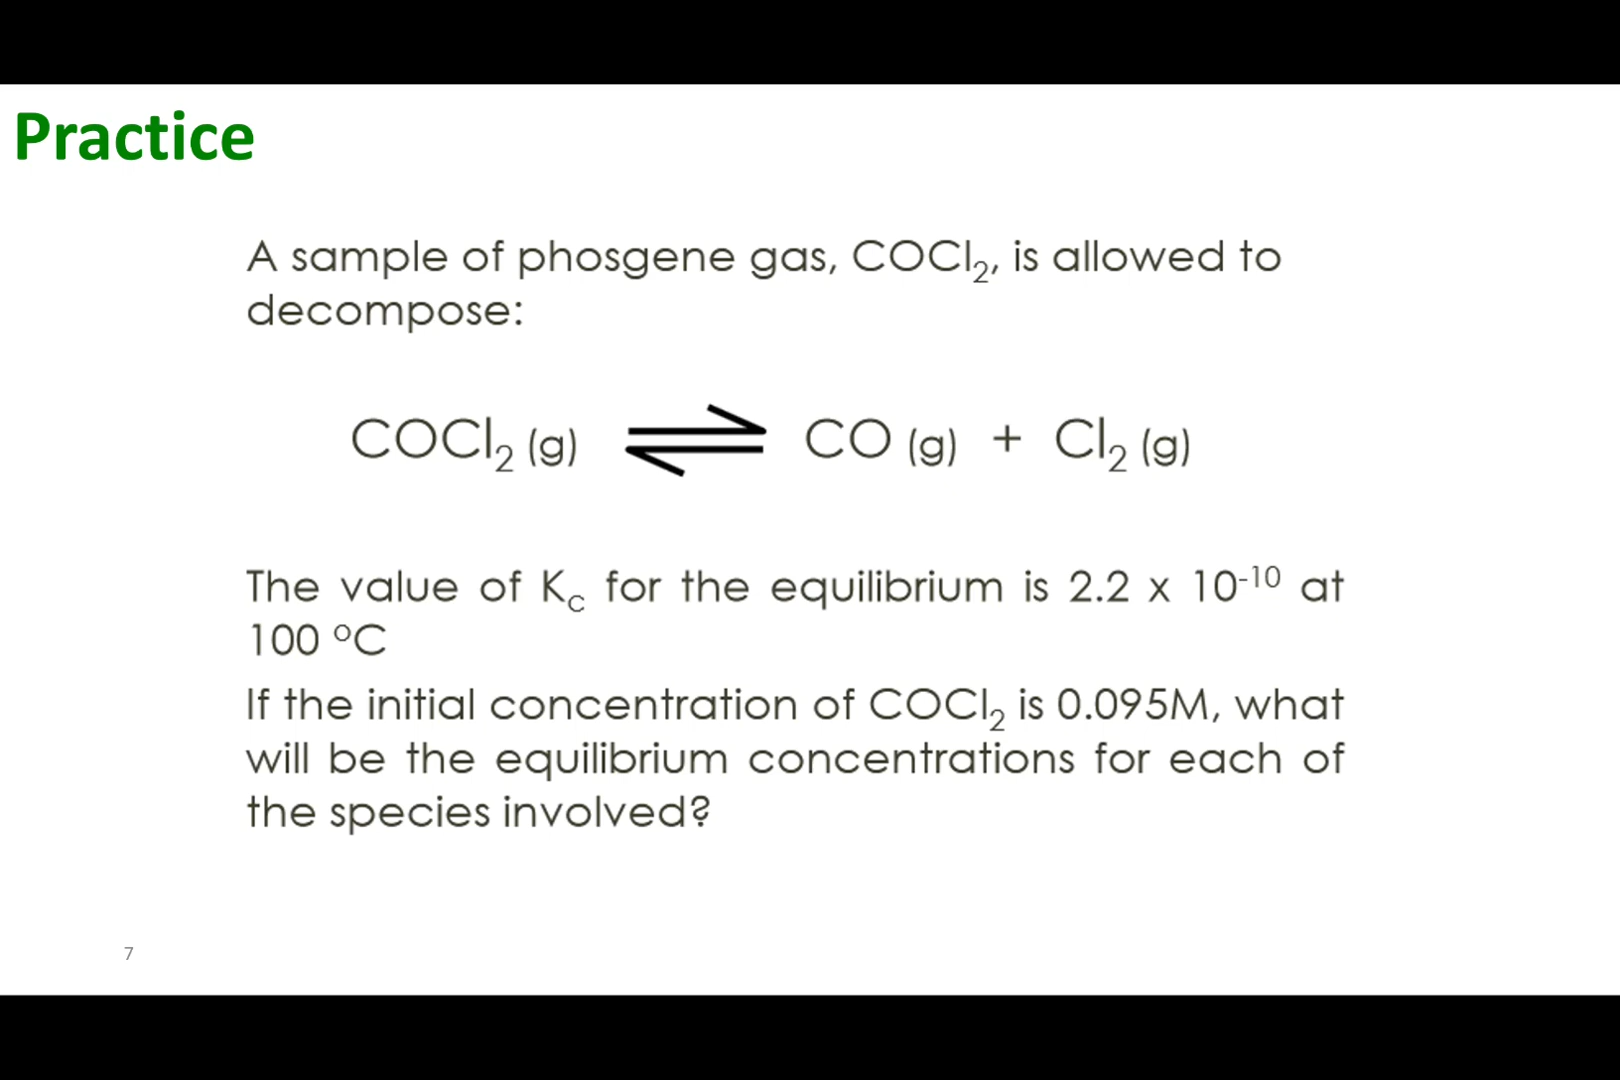 Practice
A sample of phosgene gas, COCl₂, is allowed to
decompose:
COCl₂ (g) ⇌ CO (g) + Cl₂ (g)
The value of K꜀ for the equilibrium is 2.2 x 10⁻¹⁰ at
100 ºC
If the initial concentration of COCl₂ is 0.095M, what
will be the equilibrium concentrations for each of
the species involved?
7